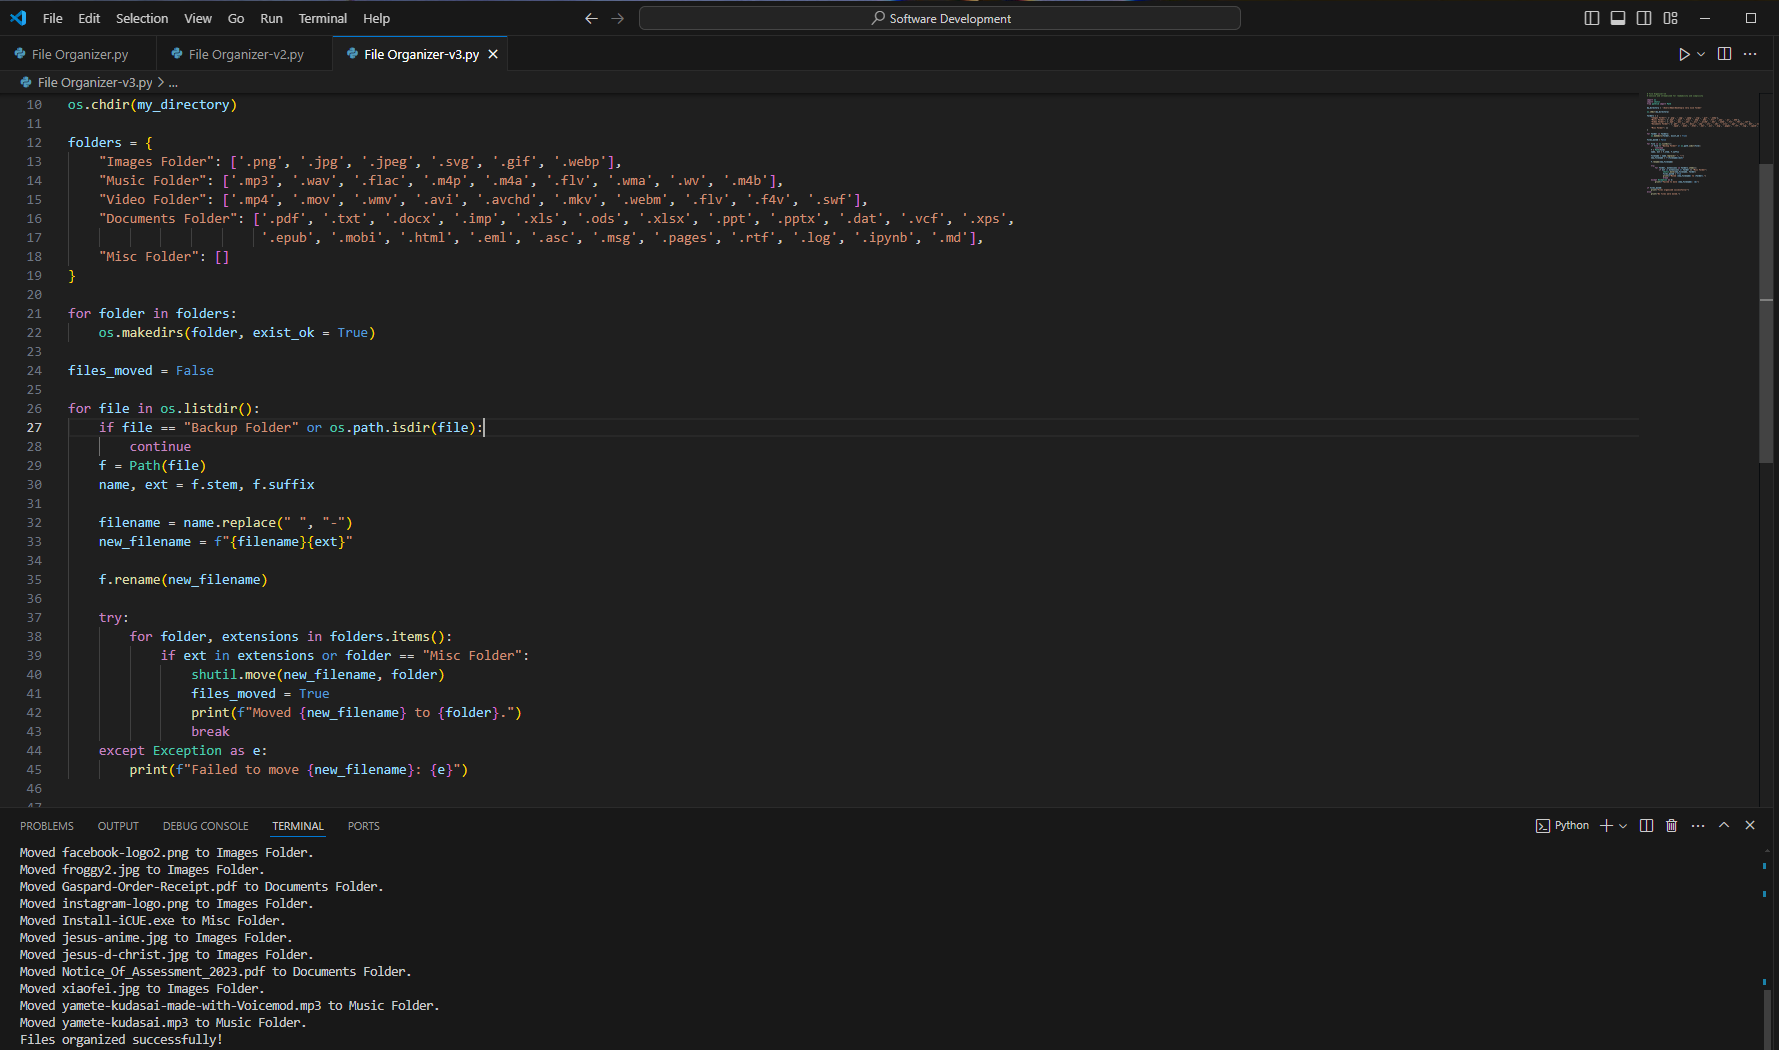 File Edit Selection View Go Run Terminal Help
Software Development
File Organizer.py File Organizer-v2.py File Organizer-v3.py
File Organizer-v3.py > ...
10 os.chdir(my_directory)
11
12 folders = {
13 "Images Folder": ['.png', '.jpg', '.jpeg', '.svg', '.gif', '.webp'],
14 "Music Folder": ['.mp3', '.wav', '.flac', '.m4p', '.m4a', '.flv', '.wma', '.wv', '.m4b'],
15 "Video Folder": ['.mp4', '.mov', '.wmv', '.avi', '.avchd', '.mkv', '.webm', '.flv', '.f4v', '.swf'],
16 "Documents Folder": ['.pdf', '.txt', '.docx', '.imp', '.xls', '.ods', '.xlsx', '.ppt', '.pptx', '.dat', '.vcf', '.xps',
17 '.epub', '.mobi', '.html', '.eml', '.asc', '.msg', '.pages', '.rtf', '.log', '.ipynb', '.md'],
18 "Misc Folder": []
19 }
20
21 for folder in folders:
22 os.makedirs(folder, exist_ok = True)
23
24 files_moved = False
25
26 for file in os.listdir():
27 if file == "Backup Folder" or os.path.isdir(file):
28 continue
29 f = Path(file)
30 name, ext = f.stem, f.suffix
31
32 filename = name.replace(" ", "-")
33 new_filename = f"{filename}{ext}"
34
35 f.rename(new_filename)
36
37 try:
38 for folder, extensions in folders.items():
39 if ext in extensions or folder == "Misc Folder":
40 shutil.move(new_filename, folder)
41 files_moved = True
42 print(f"Moved {new_filename} to {folder}.")
43 break
44 except Exception as e:
45 print(f"Failed to move {new_filename}: {e}")
46
47
PROBLEMS OUTPUT DEBUG CONSOLE TERMINAL PORTS
Python
Moved facebook-logo2.png to Images Folder.
Moved froggy2.jpg to Images Folder.
Moved Gaspard-Order-Receipt.pdf to Documents Folder.
Moved instagram-logo.png to Images Folder.
Moved Install-iCUE.exe to Misc Folder.
Moved jesus-anime.jpg to Images Folder.
Moved jesus-d-christ.jpg to Images Folder.
Moved Notice_Of_Assessment_2023.pdf to Documents Folder.
Moved xiaofei.jpg to Images Folder.
Moved yamete-kudasai-made-with-Voicemod.mp3 to Music Folder.
Moved yamete-kudasai.mp3 to Music Folder.
Files organized successfully!